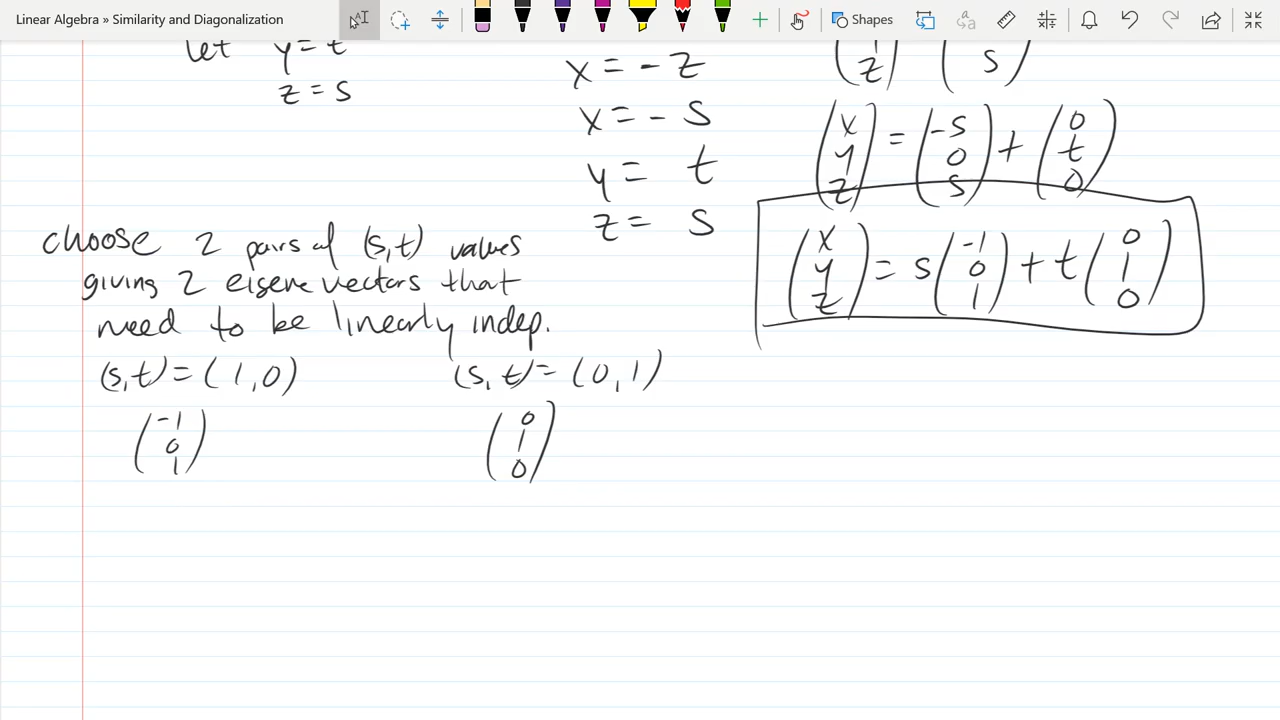 Linear Algebra » Similarity and Diagonalization
Shapes
let y = t
z = s
x = - z
x = - s
y = t
z = s
z s
(x y z) = (-s 0 s) + (0 t 0)
(x y z) = s(-1 0 1) + t(0 1 0)
choose 2 pairs of (s,t) values
giving 2 eigene vectors that
need to be linearly indep.
(s,t) = (1,0) (s,t) = (0,1)
(-1 0 1) (0 1 0)